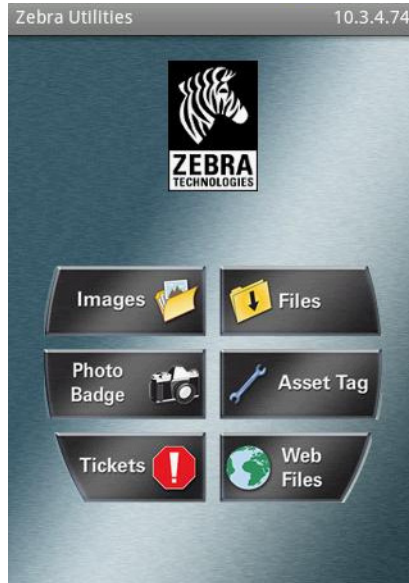 Zebra Utilities 10.3.4.74
ZEBRA
TECHNOLOGIES
Images
Files
Photo
Badge
Asset Tag
Tickets
Web
Files